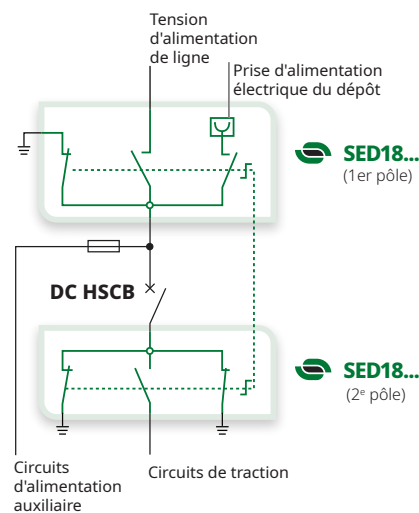 Tension
d'alimentation
de ligne
Prise d'alimentation
électrique du dépôt
SED18...
(1er pôle)
DC HSCB
SED18...
(2ᵉ pôle)
Circuits
d'alimentation
auxiliaire
Circuits de traction